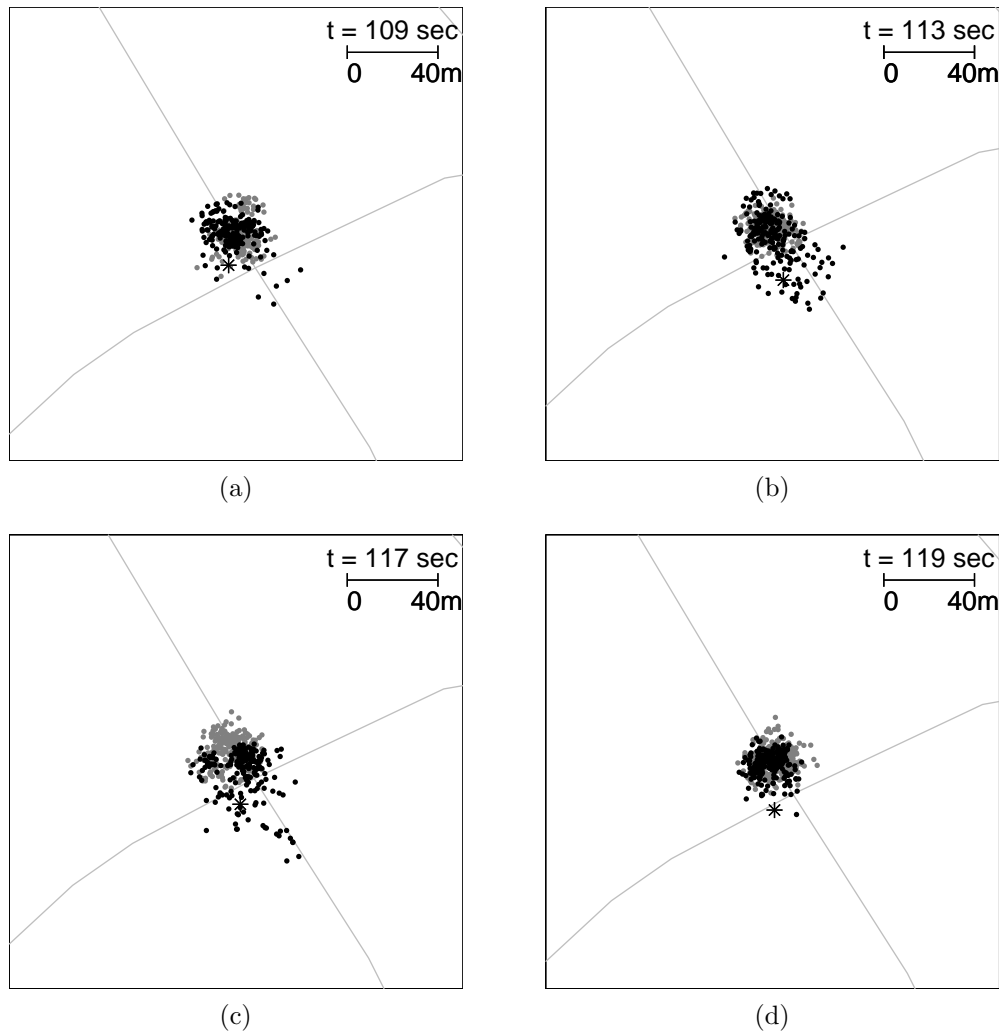 t = 109 sec
0 40m
t = 113 sec
0 40m
(a)
(b)
t = 117 sec
0 40m
t = 119 sec
0 40m
(c)
(d)